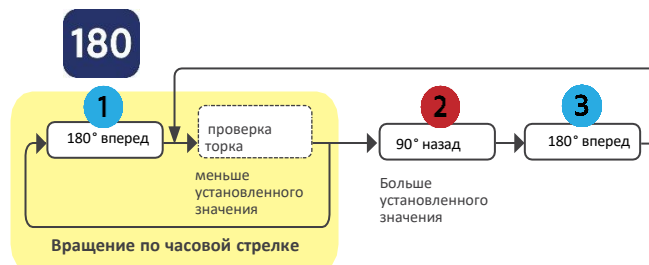 180
1
2
3
180° вперед
проверка
торка
90° назад
180° вперед
меньше
установленного
значения
Больше
установленного
значения
Вращение по часовой стрелке